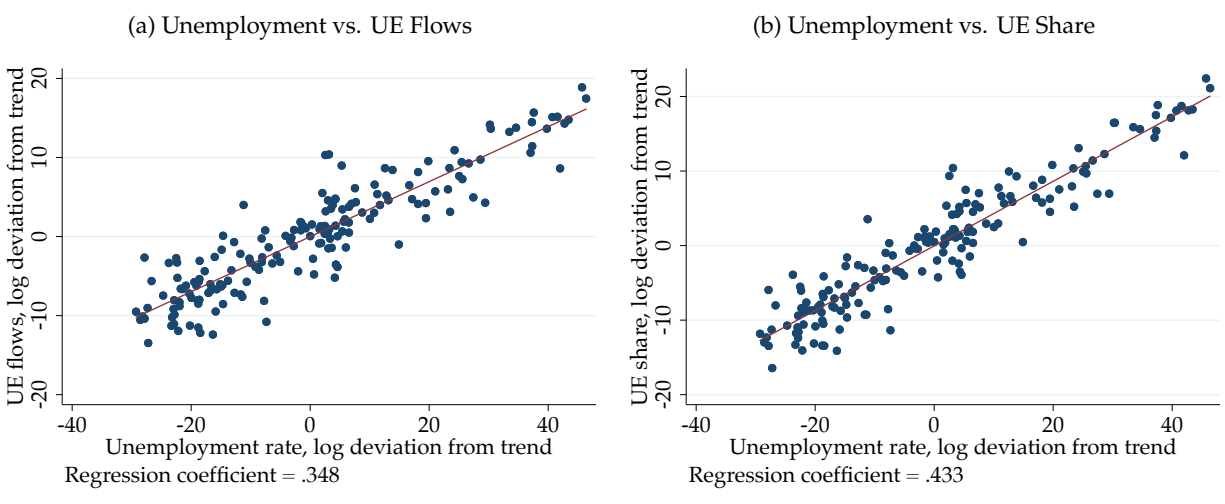 (a) Unemployment vs. UE Flows
UE flows, log deviation from trend
20
10
0
-10
-20
-40
-20
0
20
40
Unemployment rate, log deviation from trend
Regression coefficient = .348
(b) Unemployment vs. UE Share
UE share, log deviation from trend
20
10
0
-10
-20
-40
-20
0
20
40
Unemployment rate, log deviation from trend
Regression coefficient = .433